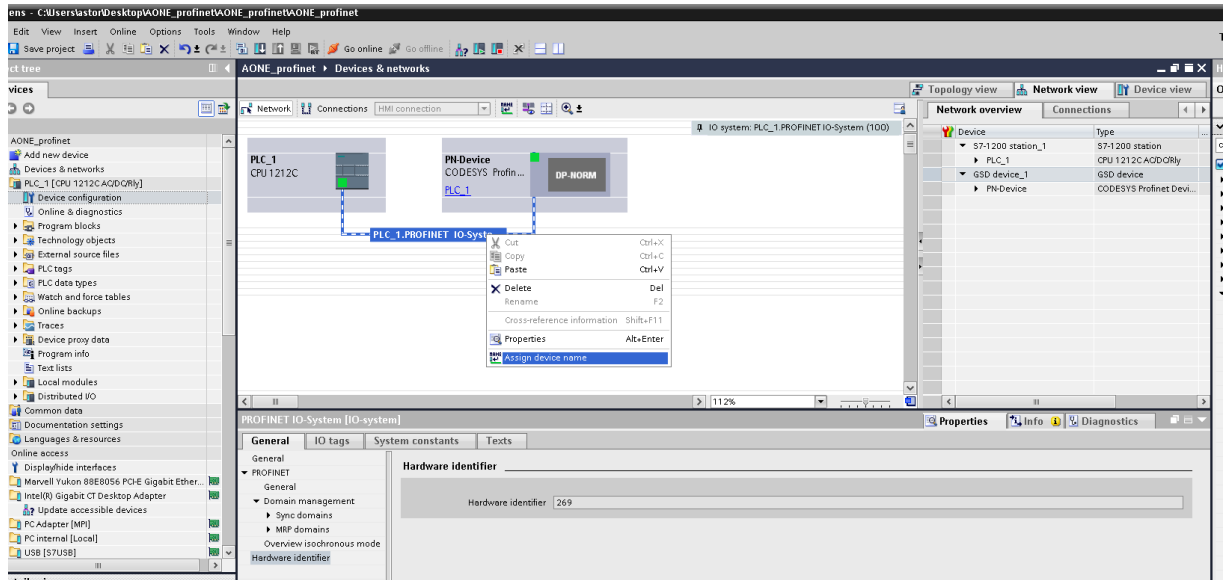 ens - C:\Users\astor\Desktop\AONE_profinet\AONE_profinet\AONE_profinet
Edit View Insert Online Options Tools Window Help
Save project Go online Go offline
ect tree
AONE_profinet Devices & networks
vices
Topology view Network view Device view
Network Connections HMI connection
Network overview Connections
IO system: PLC_1.PROFINET IO-System (100)
Device Type
S7-1200 station_1 S7-1200 station
PLC_1 CPU 1212C AC/DC/Rly
GSD device_1 GSD device
PN-Device CODESYS Profinet Devi...
AONE_profinet
Add new device
Devices & networks
PLC_1 [CPU 1212C AC/DC/Rly]
Device configuration
Online & diagnostics
Program blocks
Technology objects
External source files
PLC tags
PLC data types
Watch and force tables
Online backups
Traces
Device proxy data
Program info
Text lists
Local modules
Distributed I/O
Common data
Documentation settings
Languages & resources
Online access
Display/hide interfaces
Marvell Yukon 88E8056 PCI-E Gigabit Ether...
Intel(R) Gigabit CT Desktop Adapter
Update accessible devices
PC Adapter [MPI]
PC internal [Local]
USB [S7USB]
PLC_1
CPU 1212C
PN-Device
CODESYS Profin...
PLC_1
DP-NORM
PLC_1.PROFINET IO-Syste
Cut Ctrl+X
Copy Ctrl+C
Paste Ctrl+V
Delete Del
Rename F2
Cross-reference information Shift+F11
Properties Alt+Enter
Assign device name
112%
PROFINET IO-System [IO-system]
Properties Info Diagnostics
General IO tags System constants Texts
General
PROFINET
General
Domain management
Sync domains
MRP domains
Overview isochronous mode
Hardware identifier
Hardware identifier
Hardware identifier 269